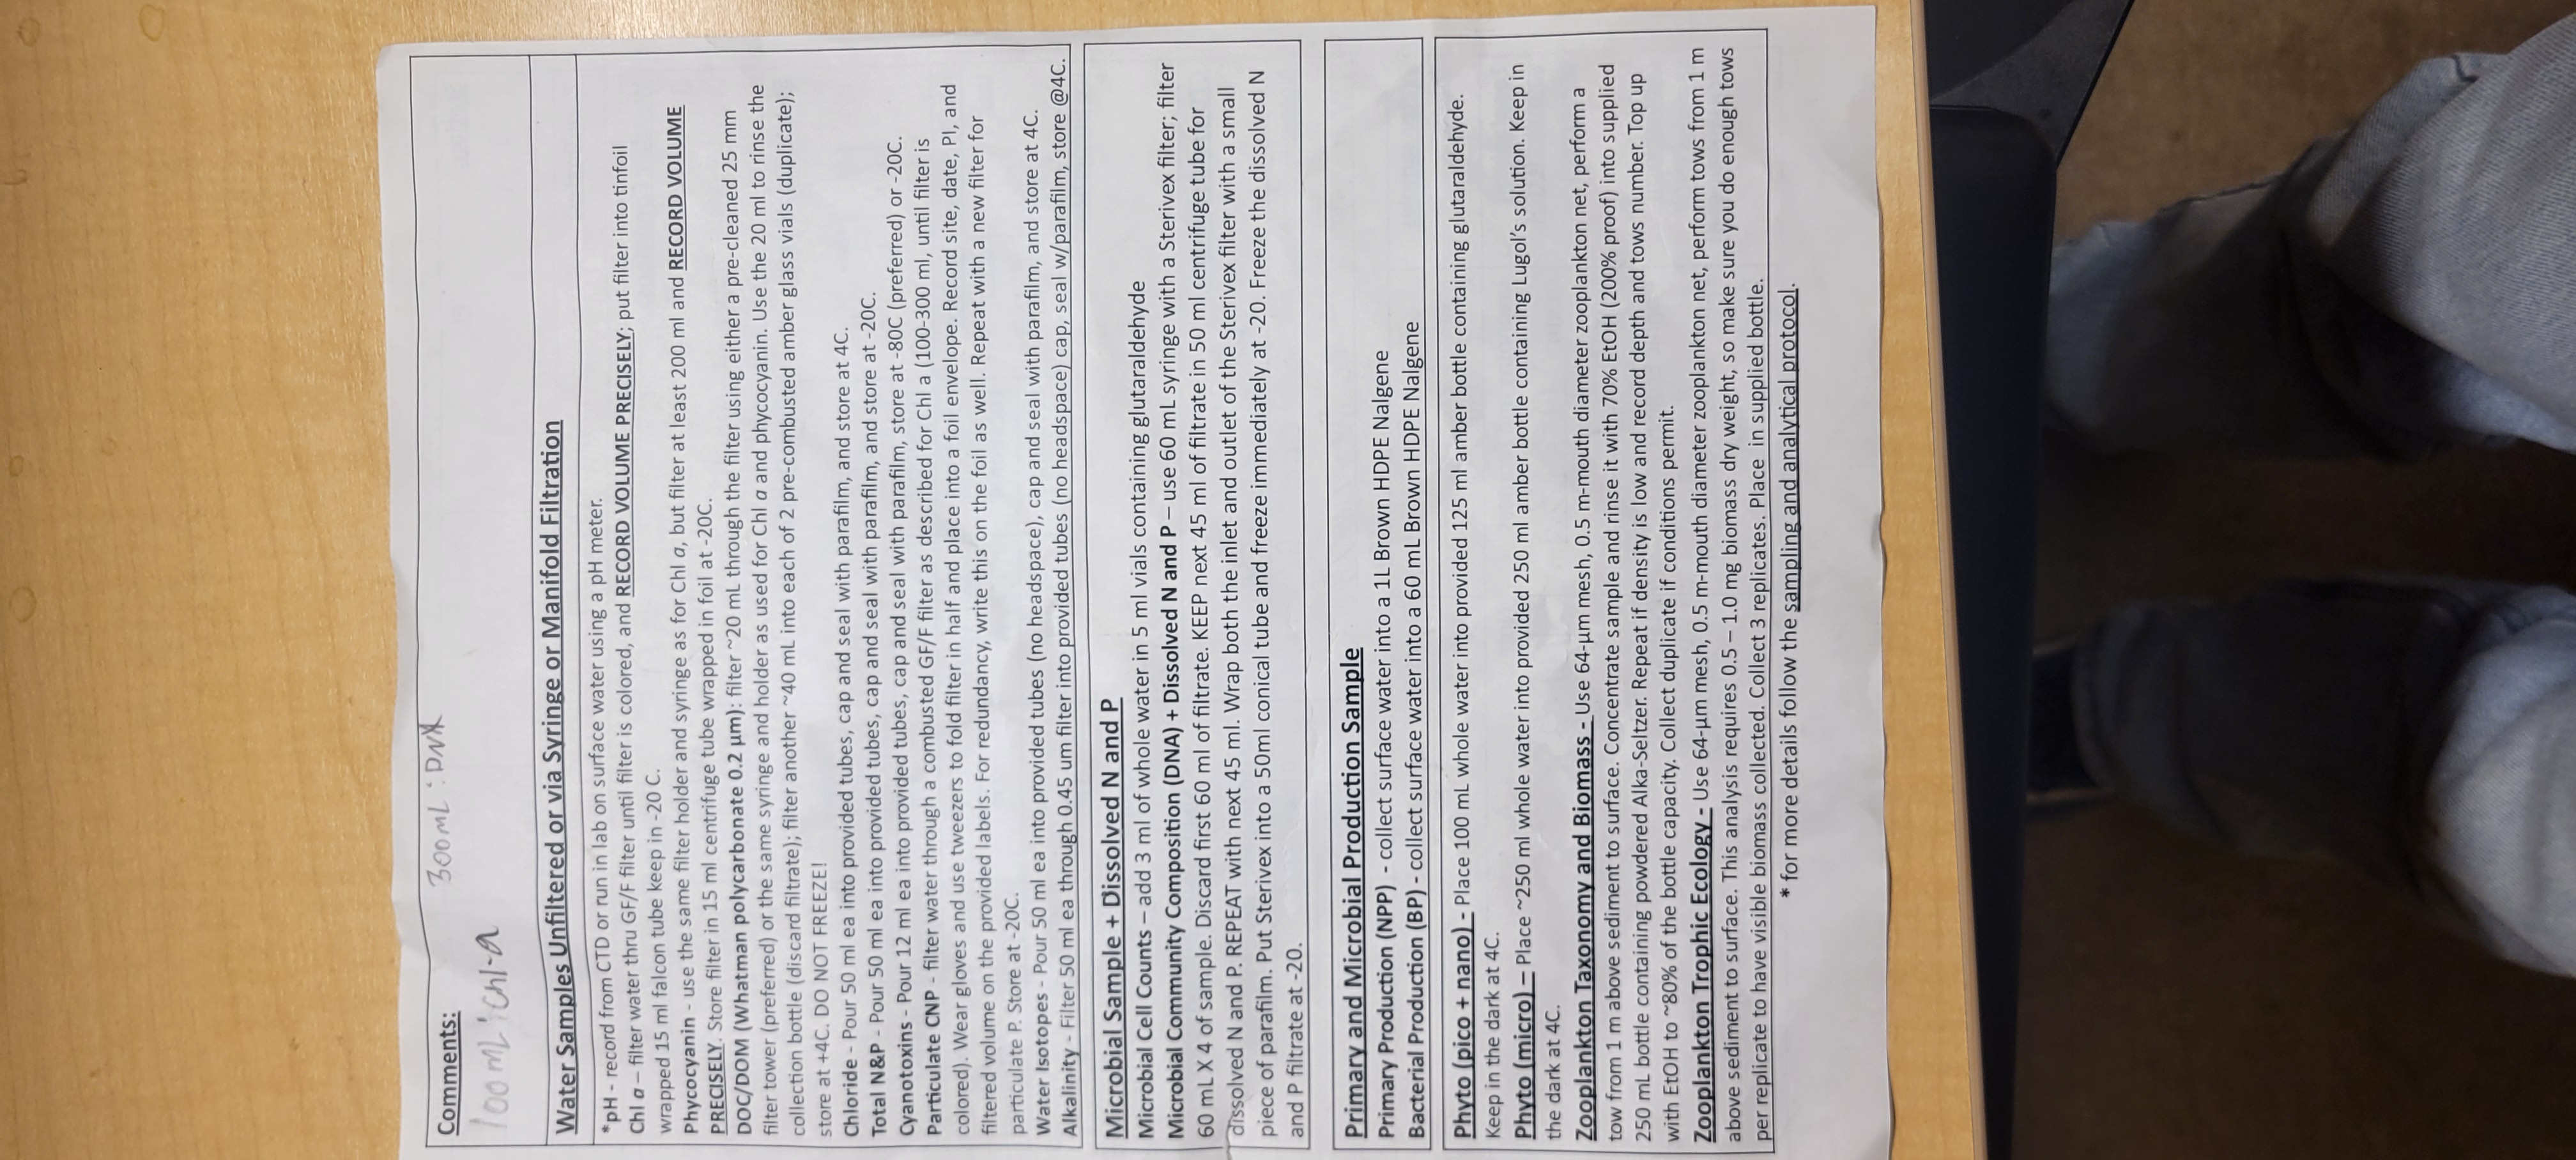 300mL : DNA
Comments:
100mL : Chl-a
Water Samples Unfiltered or via Syringe or Manifold Filtration
*pH - record from CTD or run in lab on surface water using a pH meter.
Chl a – filter water thru GF/F filter until filter is colored, and RECORD VOLUME PRECISELY; put filter into tinfoil
wrapped 15 ml falcon tube keep in -20 C.
Phycocyanin - use the same filter holder and syringe as for Chl a, but filter at least 200 ml and RECORD VOLUME
PRECISELY. Store filter in 15 ml centrifuge tube wrapped in foil at -20C.
DOC/DOM (Whatman polycarbonate 0.2 µm): filter ~20 mL through the filter using either a pre-cleaned 25 mm
filter tower (preferred) or the same syringe and holder as used for Chl a and phycocyanin. Use the 20 ml to rinse the
collection bottle (discard filtrate); filter another ~40 mL into each of 2 pre-combusted amber glass vials (duplicate);
store at +4C. DO NOT FREEZE!
Chloride - Pour 50 ml ea into provided tubes, cap and seal with parafilm, and store at 4C.
Total N&P - Pour 50 ml ea into provided tubes, cap and seal with parafilm, and store at -20C.
Cyanotoxins - Pour 12 ml ea into provided tubes, cap and seal with parafilm, store at -80C (preferred) or -20C.
Particulate CNP - filter water through a combusted GF/F filter as described for Chl a (100-300 ml, until filter is
colored). Wear gloves and use tweezers to fold filter in half and place into a foil envelope. Record site, date, PI, and
filtered volume on the provided labels. For redundancy, write this on the foil as well. Repeat with a new filter for
particulate P. Store at -20C.
Water Isotopes - Pour 50 ml ea into provided tubes (no headspace), cap and seal with parafilm, and store at 4C.
Alkalinity - Filter 50 ml ea through 0.45 um filter into provided tubes (no headspace) cap, seal w/parafilm, store @4C.
Microbial Sample + Dissolved N and P
Microbial Cell Counts – add 3 ml of whole water in 5 ml vials containing glutaraldehyde
Microbial Community Composition (DNA) + Dissolved N and P – use 60 mL syringe with a Sterivex filter; filter
60 mL X 4 of sample. Discard first 60 ml of filtrate. KEEP next 45 ml of filtrate in 50 ml centrifuge tube for
dissolved N and P. REPEAT with next 45 ml. Wrap both the inlet and outlet of the Sterivex filter with a small
piece of parafilm. Put Sterivex into a 50ml conical tube and freeze immediately at -20. Freeze the dissolved N
and P filtrate at -20.
Primary and Microbial Production Sample
Primary Production (NPP) - collect surface water into a 1L Brown HDPE Nalgene
Bacterial Production (BP) - collect surface water into a 60 mL Brown HDPE Nalgene
Phyto (pico + nano) - Place 100 mL whole water into provided 125 ml amber bottle containing glutaraldehyde.
Keep in the dark at 4C.
Phyto (micro) – Place ~250 ml whole water into provided 250 ml amber bottle containing Lugol's solution. Keep in
the dark at 4C.
Zooplankton Taxonomy and Biomass - Use 64-µm mesh, 0.5 m-mouth diameter zooplankton net, perform a
tow from 1 m above sediment to surface. Concentrate sample and rinse it with 70% EtOH (200% proof) into supplied
250 mL bottle containing powdered Alka-Seltzer. Repeat if density is low and record depth and tows number. Top up
with EtOH to ~80% of the bottle capacity. Collect duplicate if conditions permit.
Zooplankton Trophic Ecology - Use 64-µm mesh, 0.5 m-mouth diameter zooplankton net, perform tows from 1 m
above sediment to surface. This analysis requires 0.5 – 1.0 mg biomass dry weight, so make sure you do enough tows
per replicate to have visible biomass collected. Collect 3 replicates. Place in supplied bottle.
* for more details follow the sampling and analytical protocol.